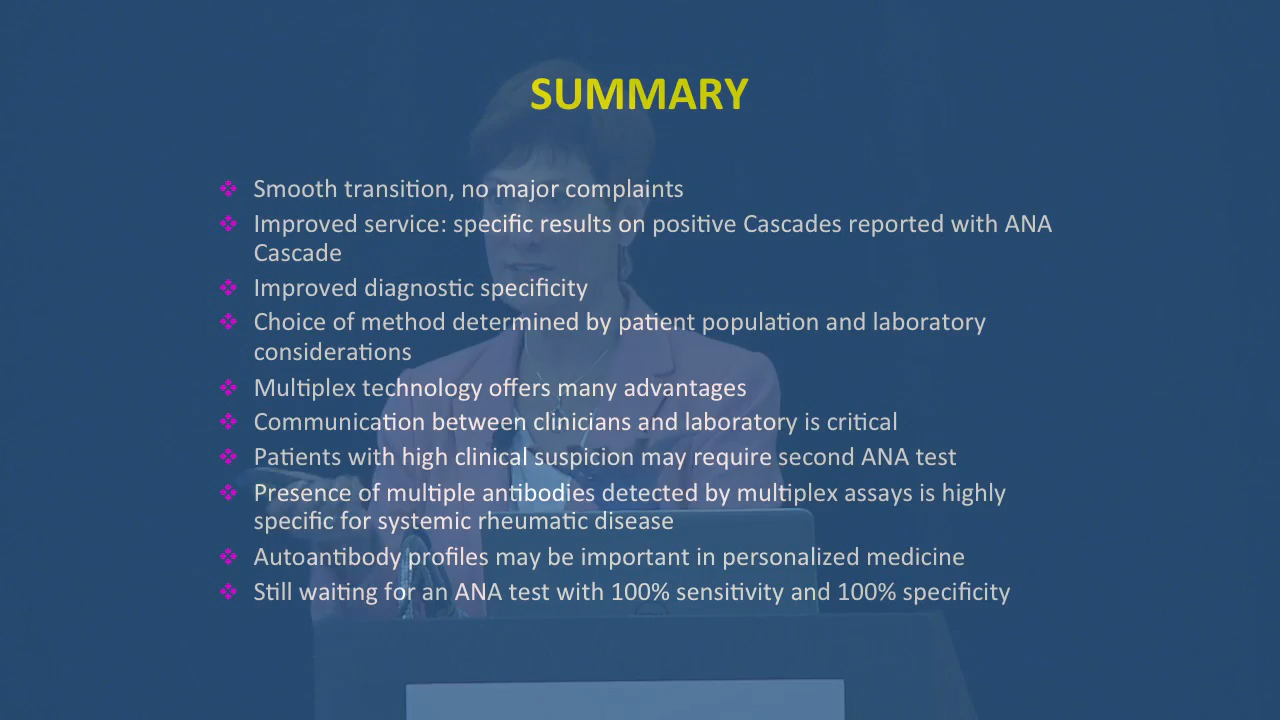 SUMMARY
❖ Smooth transition, no major complaints
❖ Improved service: specific results on positive Cascades reported with ANA
Cascade
❖ Improved diagnostic specificity
❖ Choice of method determined by patient population and laboratory
considerations
❖ Multiplex technology offers many advantages
❖ Communication between clinicians and laboratory is critical
❖ Patients with high clinical suspicion may require second ANA test
❖ Presence of multiple antibodies detected by multiplex assays is highly
specific for systemic rheumatic disease
❖ Autoantibody profiles may be important in personalized medicine
❖ Still waiting for an ANA test with 100% sensitivity and 100% specificity